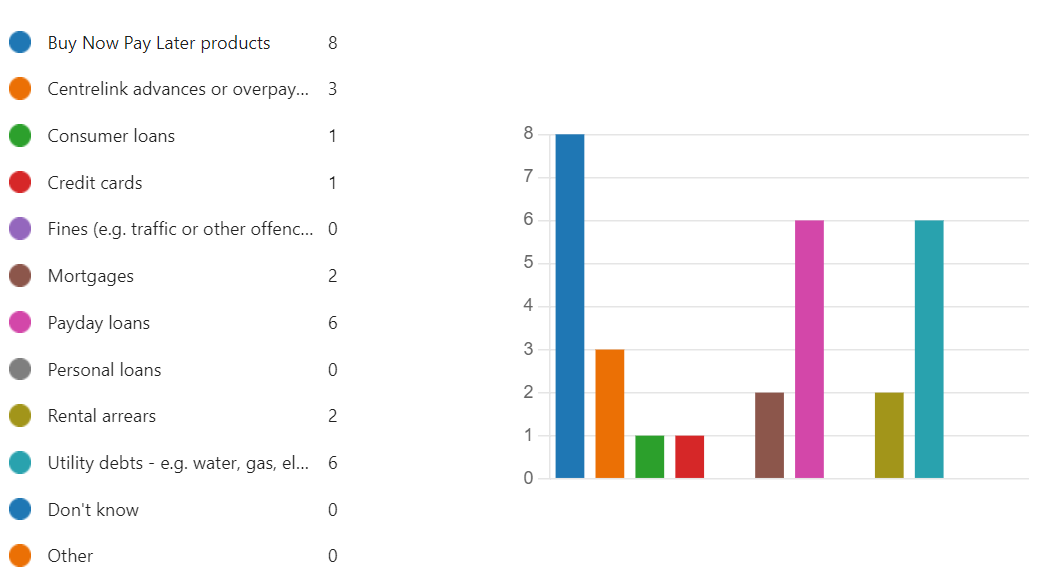 Buy Now Pay Later products 8
Centrelink advances or overpay... 3
Consumer loans 1
Credit cards 1
Fines (e.g. traffic or other offenc... 0
Mortgages 2
Payday loans 6
Personal loans 0
Rental arrears 2
Utility debts - e.g. water, gas, el... 6
Don't know 0
Other 0
8
7
6
5
4
3
2
1
0